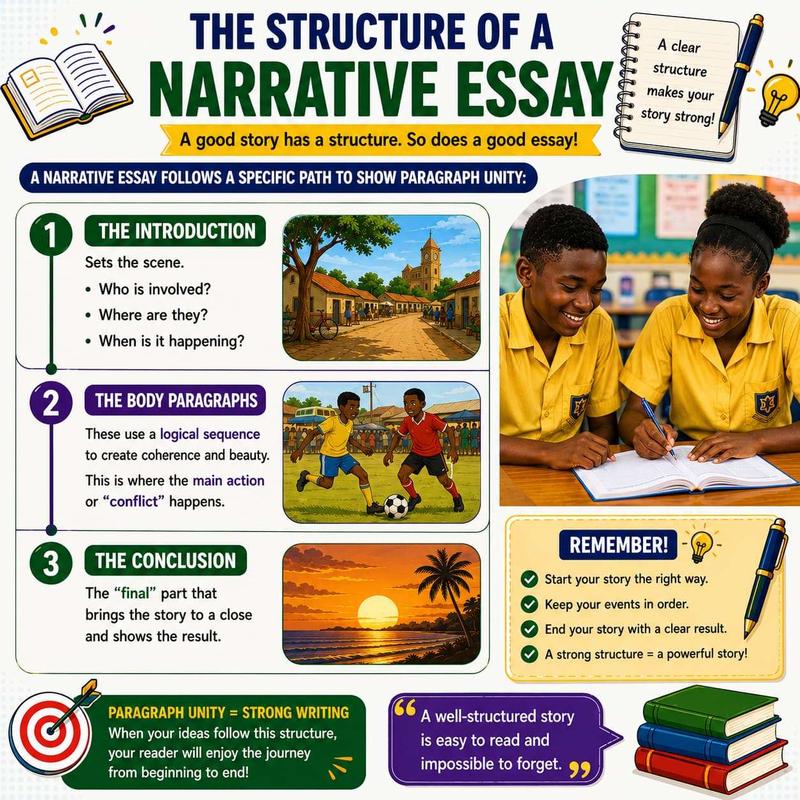 THE STRUCTURE OF A
NARRATIVE ESSAY
A good story has a structure. So does a good essay!
A clear
structure
makes your
story strong!
A NARRATIVE ESSAY FOLLOWS A SPECIFIC PATH TO SHOW PARAGRAPH UNITY:
1 THE INTRODUCTION
Sets the scene.
• Who is involved?
• Where are they?
• When is it happening?
2 THE BODY PARAGRAPHS
These use a logical sequence
to create coherence and beauty.
This is where the main action
or “conflict” happens.
3 THE CONCLUSION
The “final” part that
brings the story to a close
and shows the result.
REMEMBER!
Start your story the right way.
Keep your events in order.
End your story with a clear result.
A strong structure = a powerful story!
PARAGRAPH UNITY = STRONG WRITING
When your ideas follow this structure,
your reader will enjoy the journey
from beginning to end!
“A well-structured story
is easy to read and
impossible to forget.”